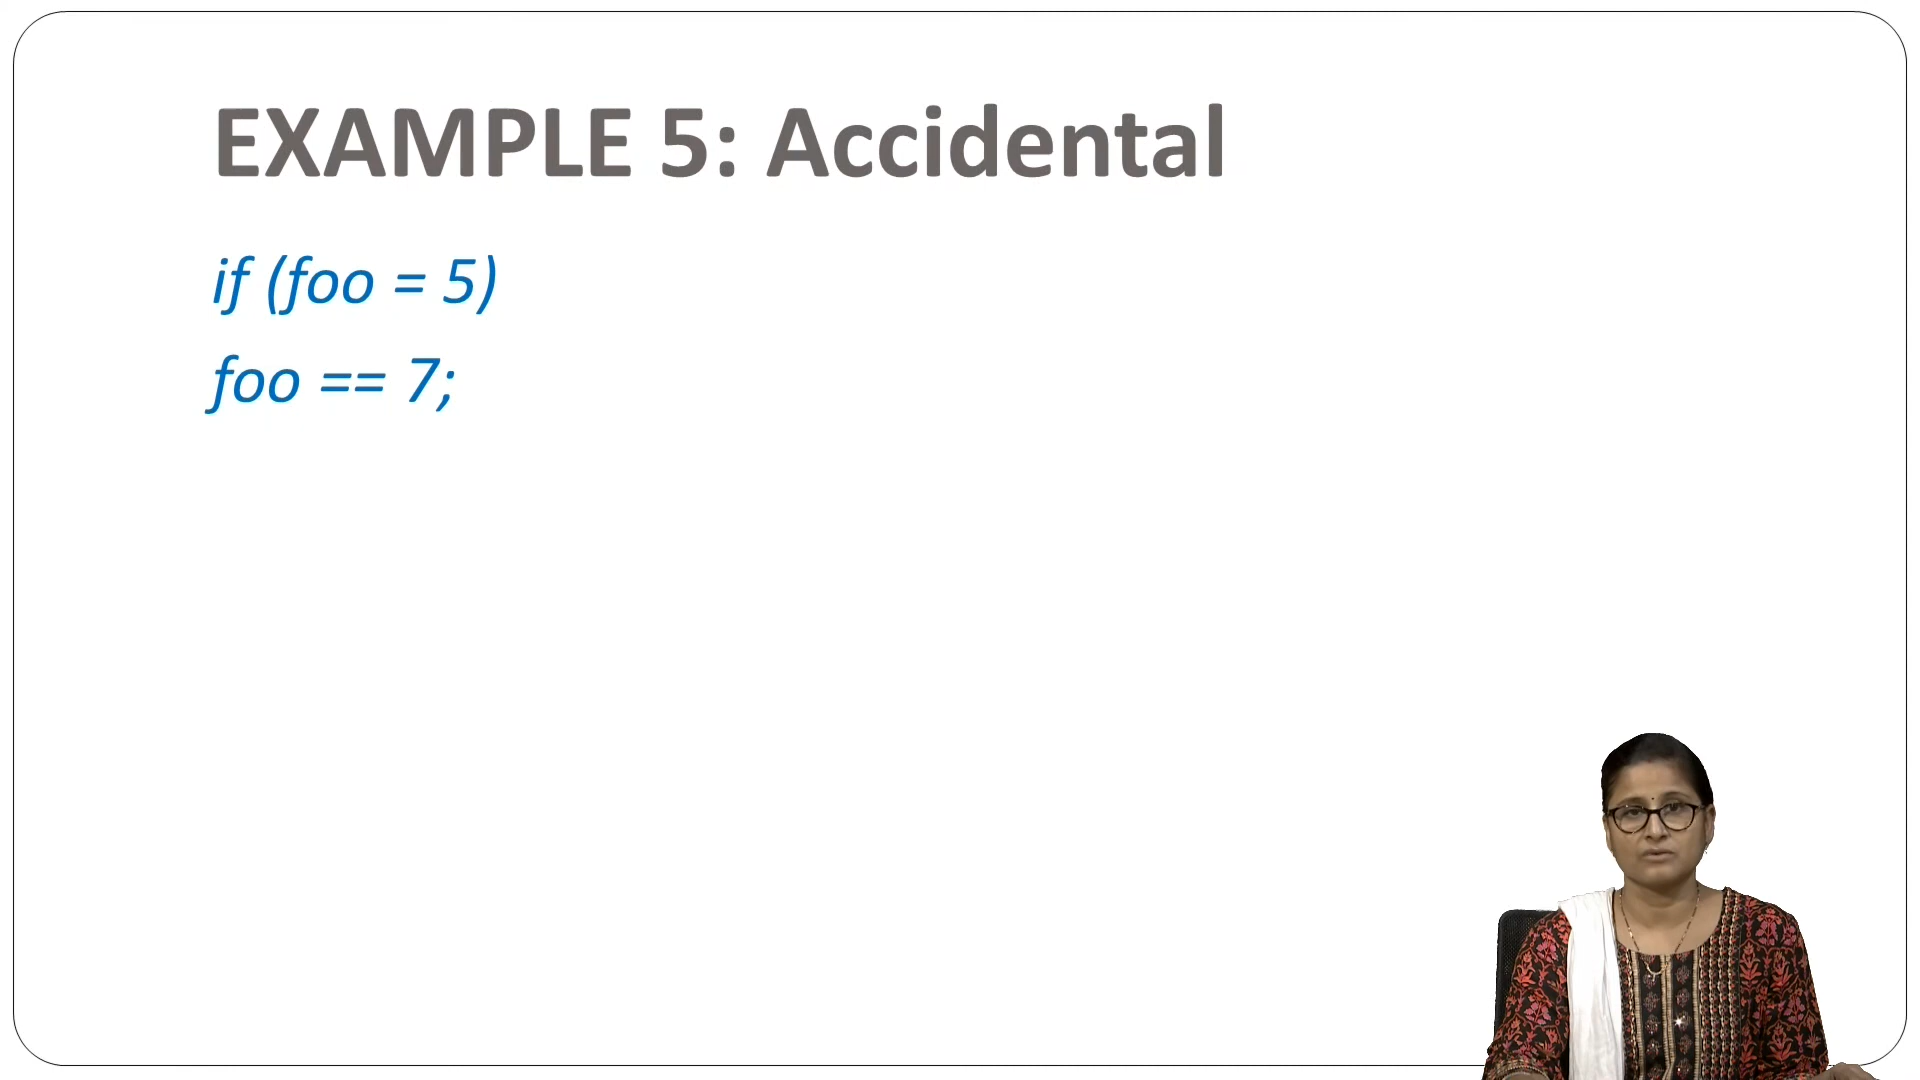 EXAMPLE 5: Accidental
if (foo = 5)
foo == 7;